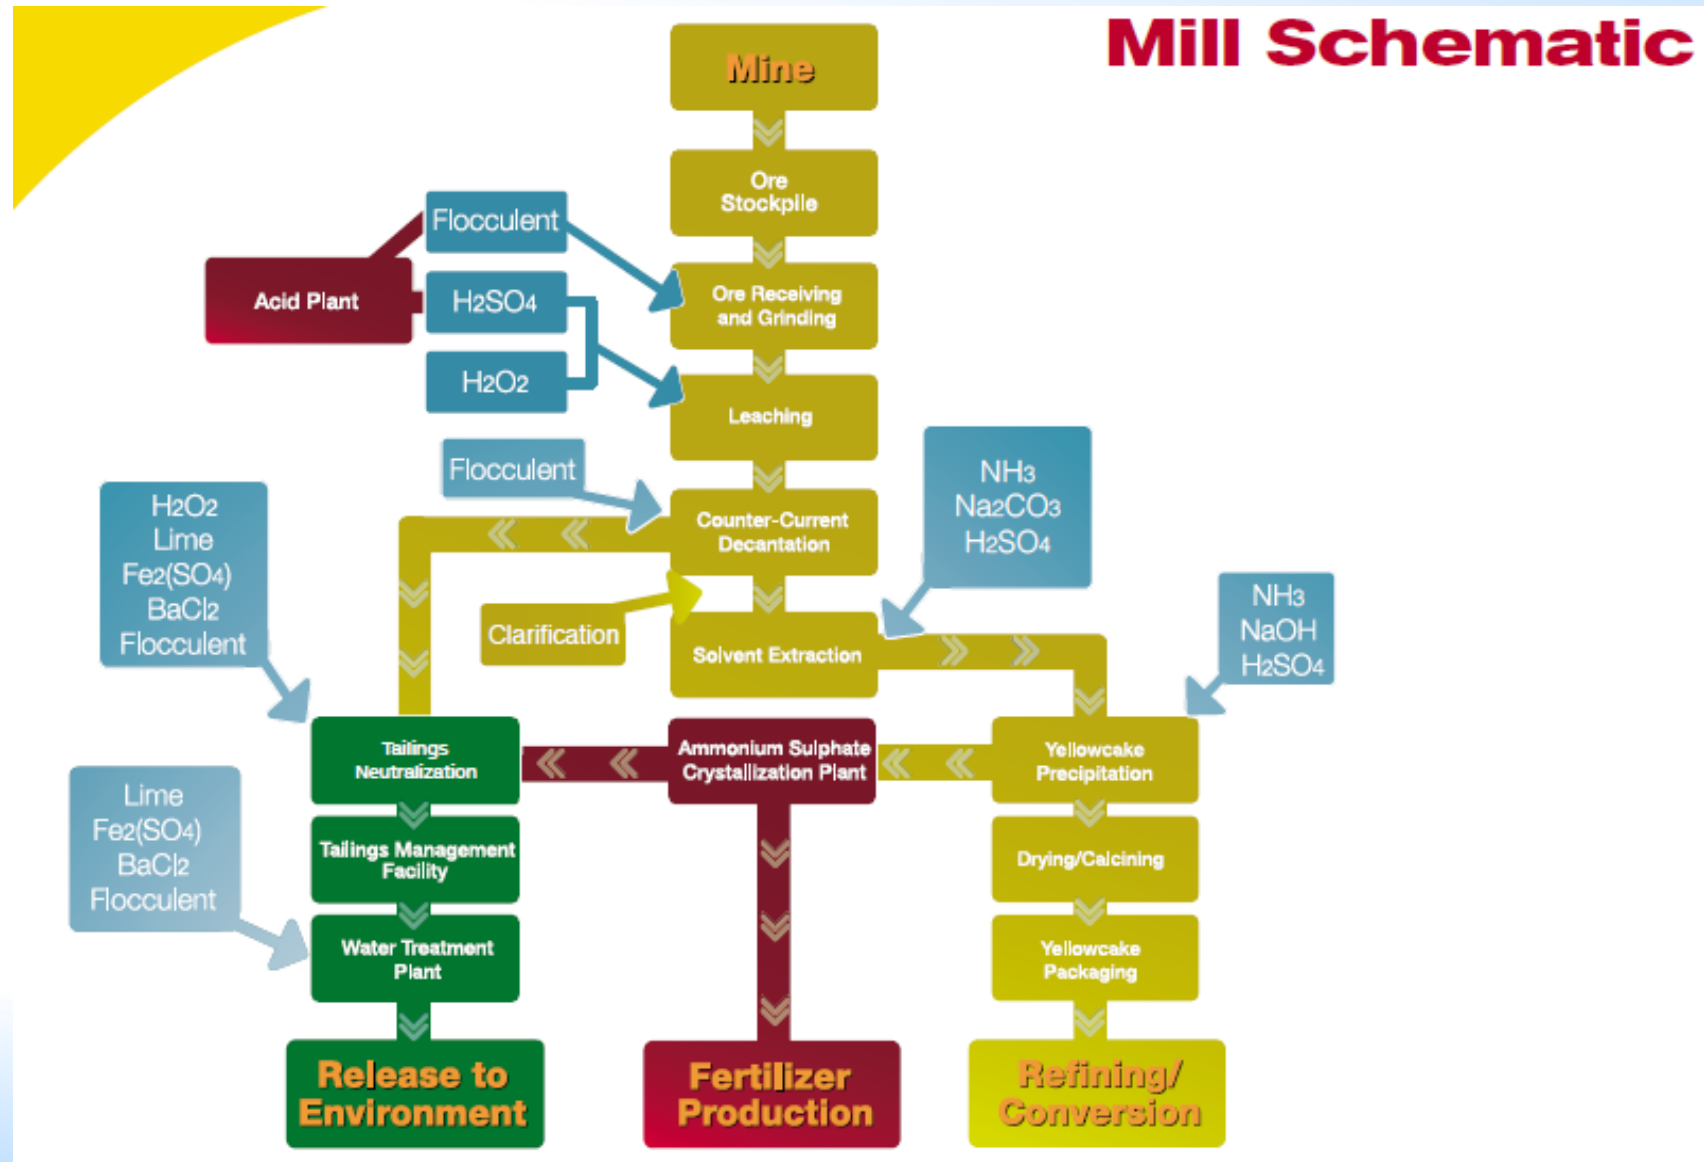 Mill Schematic
Mine
Ore
Stockpile
Flocculent
Acid Plant
H2SO4
H2O2
Ore Receiving
and Grinding
Leaching
Flocculent
Counter-Current
Decantation
NH3
Na2CO3
H2SO4
H2O2
Lime
Fe2(SO4)
BaCl2
Flocculent
Clarification
Solvent Extraction
NH3
NaOH
H2SO4
Tailings
Neutralization
Ammonium Sulphate
Crystallization Plant
Yellowcake
Precipitation
Lime
Fe2(SO4)
BaCl2
Flocculent
Tailings Management
Facility
Drying/Calcining
Water Treatment
Plant
Yellowcake
Packaging
Release to
Environment
Fertilizer
Production
Refining/
Conversion